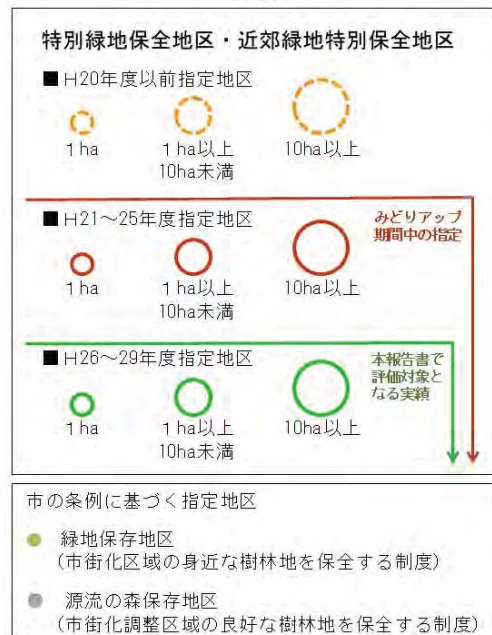 特別緑地保全地区・近郊緑地特別保全地区
■H20年度以前指定地区
1ha 1ha以上 10ha以上
10ha未満
■H21～25年度指定地区
みどりアップ
期間中の指定
1ha 1ha以上 10ha以上
10ha未満
■H26～29年度指定地区
本報告書で
評価対象と
なる実績
1ha 1ha以上 10ha以上
10ha未満
市の条例に基づく指定地区
緑地保存地区
(市街化区域の身近な樹林地を保全する制度)
源流の森保存地区
(市街化調整区域の良好な樹林地を保全する制度)